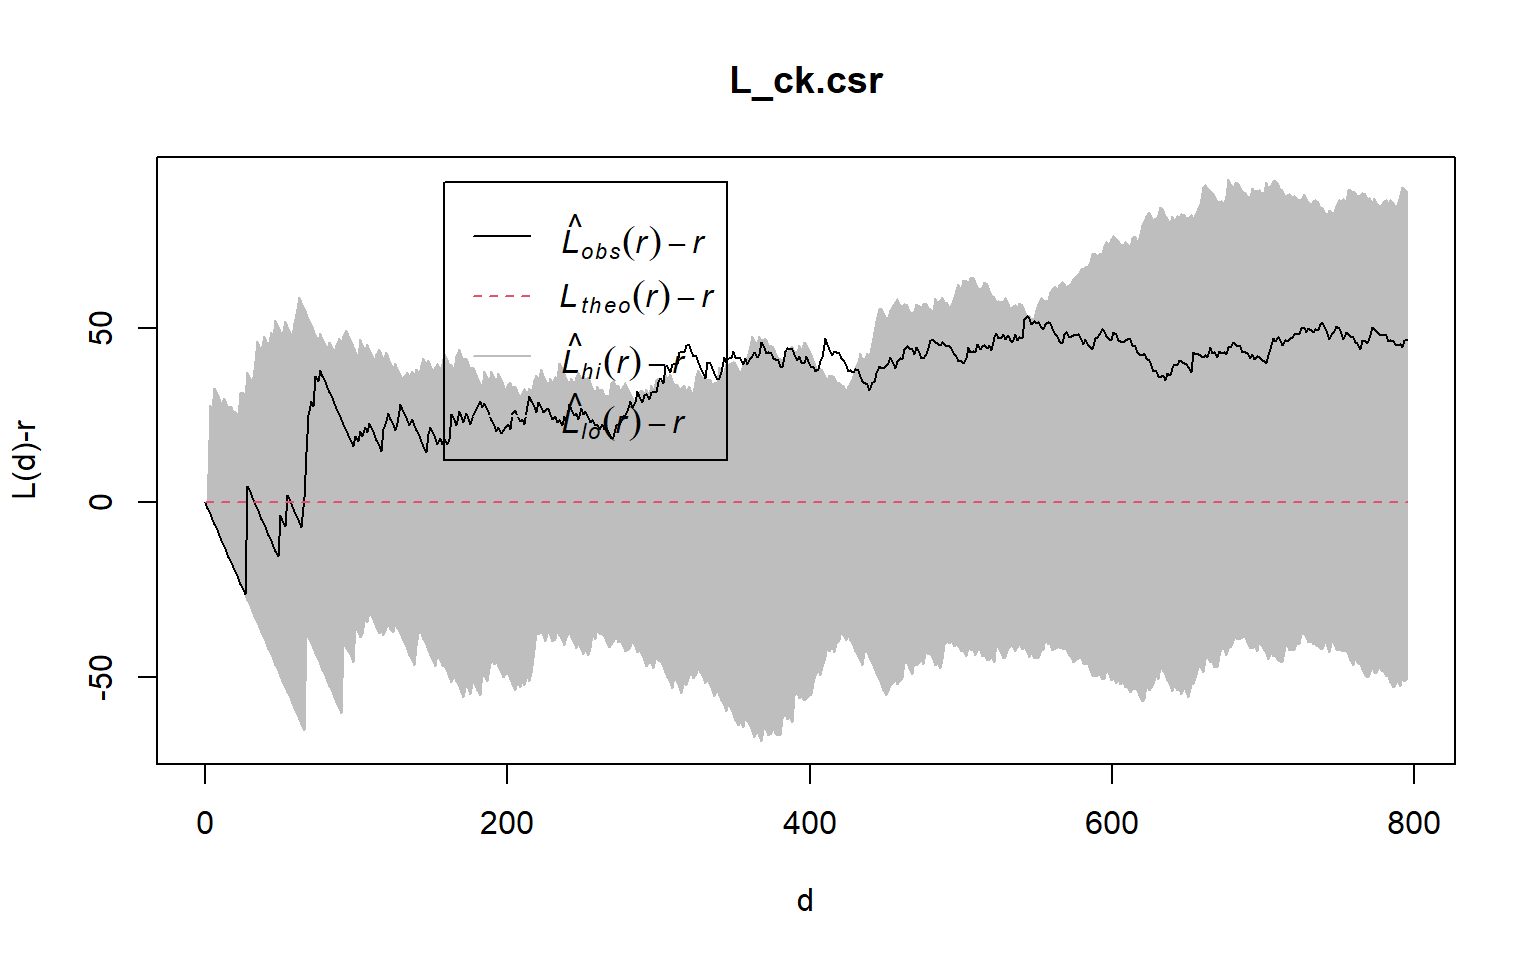 L_ck.csr
L̂obs(r) − r
Ltheo(r) − r
L̂hi(r) − r
L̂lo(r) − r
L(d)-r
50
0
-50
0 200 400 600 800
d